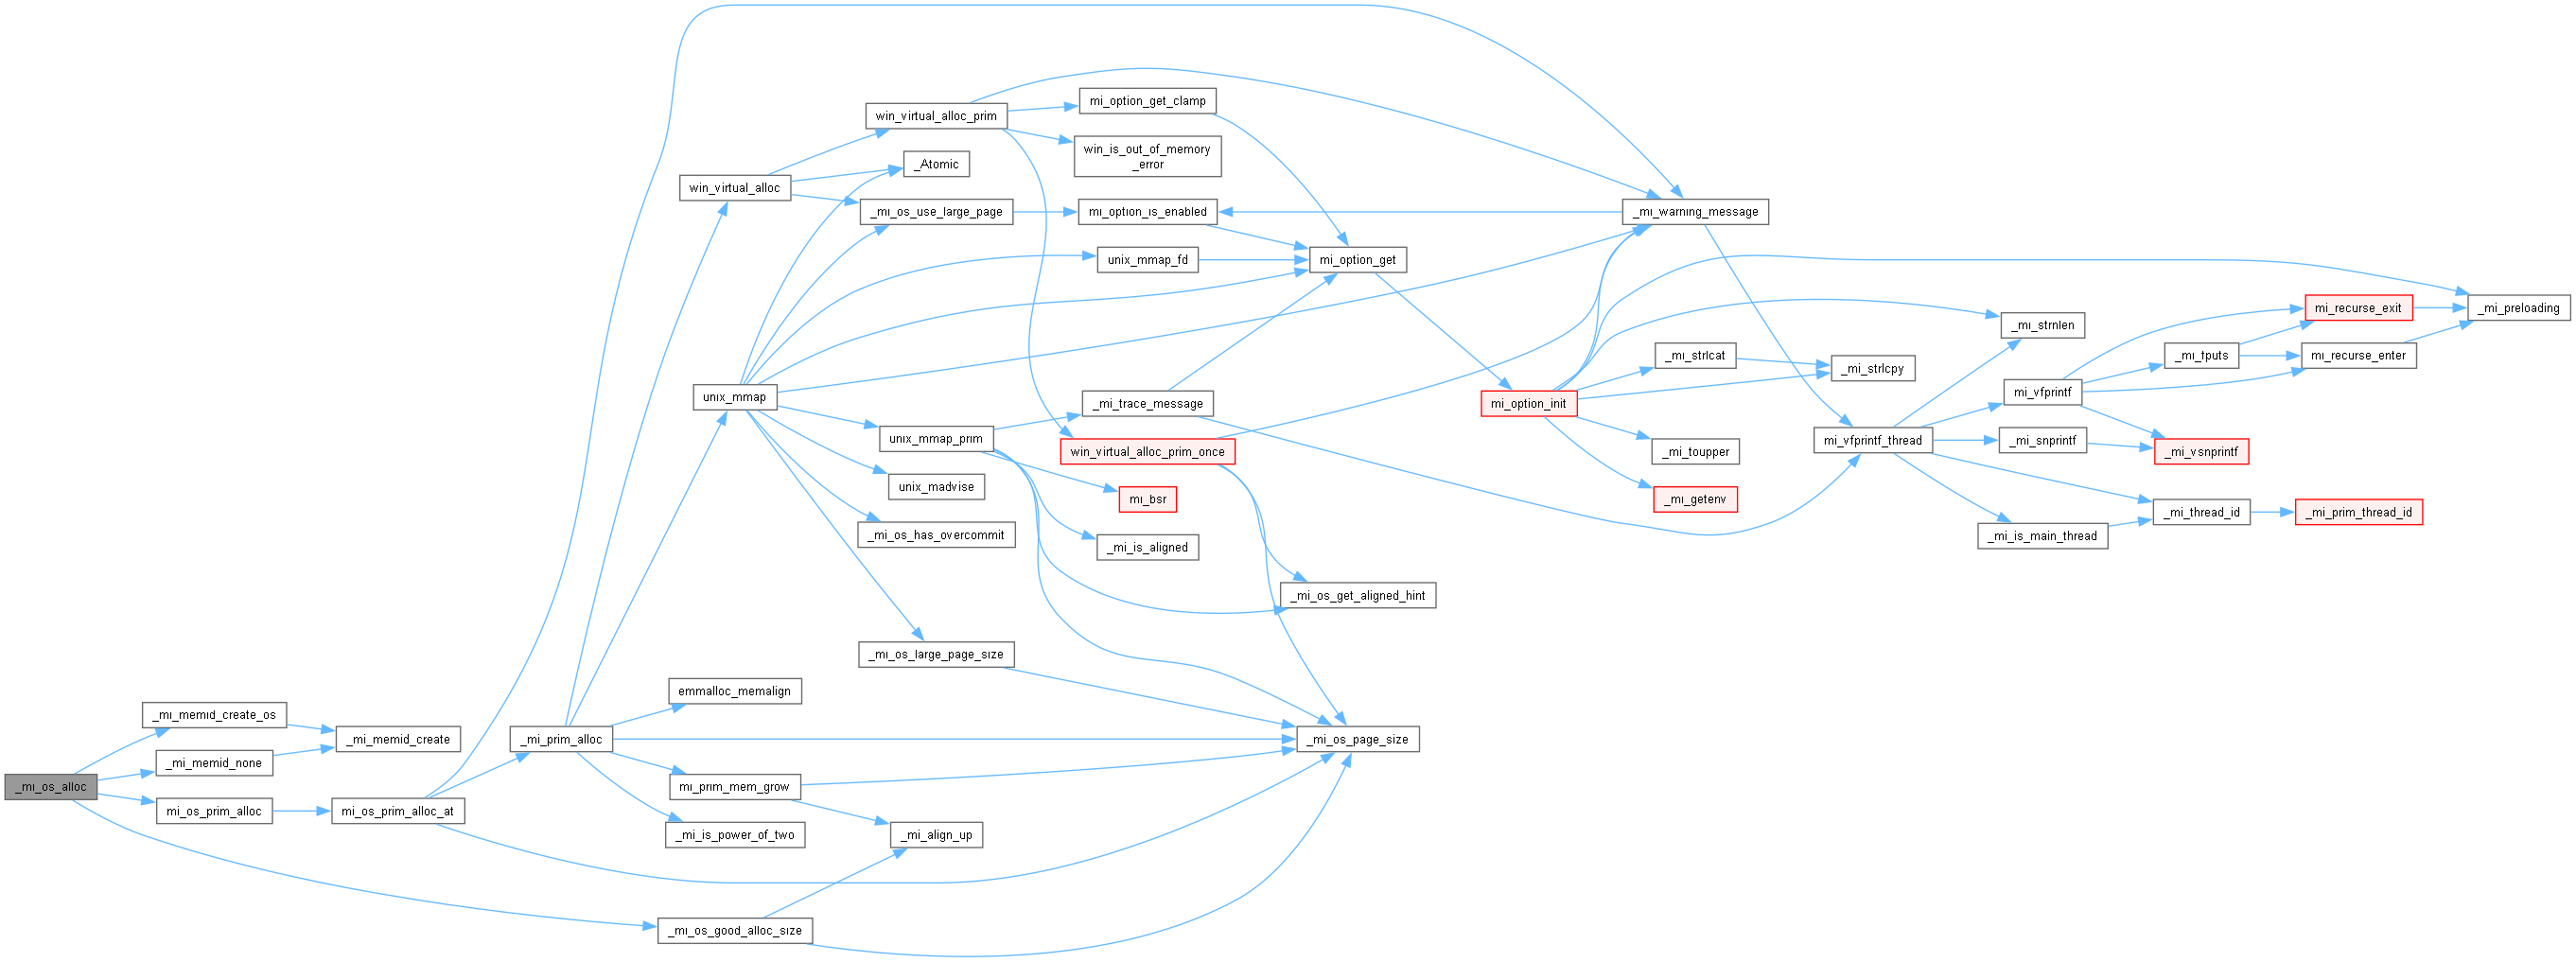 _mi_os_alloc
_mi_memid_create_os
_mi_memid_none
mi_os_prim_alloc
_mi_memid_create
mi_os_prim_alloc_at
_mi_prim_alloc
win_virtual_alloc
unix_mmap
emmalloc_memalign
mi_prim_mem_grow
_mi_is_power_of_two
_mi_os_good_alloc_size
win_virtual_alloc_prim
_Atomic
_mi_os_use_large_page
unix_mmap_prim
unix_madvise
_mi_os_has_overcommit
_mi_os_large_page_size
_mi_align_up
mi_option_get_clamp
win_is_out_of_memory
_error
mi_option_is_enabled
unix_mmap_fd
_mi_trace_message
win_virtual_alloc_prim_once
mi_bsr
_mi_is_aligned
mi_option_get
_mi_os_get_aligned_hint
_mi_os_page_size
mi_option_init
_mi_warning_message
_mi_strlcat
_mi_toupper
_mi_getenv
_mi_strlcpy
mi_vfprintf_thread
_mi_strnlen
mi_vfprintf
_mi_snprintf
_mi_is_main_thread
_mi_fputs
_mi_vsnprintf
_mi_thread_id
mi_recurse_exit
mi_recurse_enter
_mi_prim_thread_id
_mi_preloading